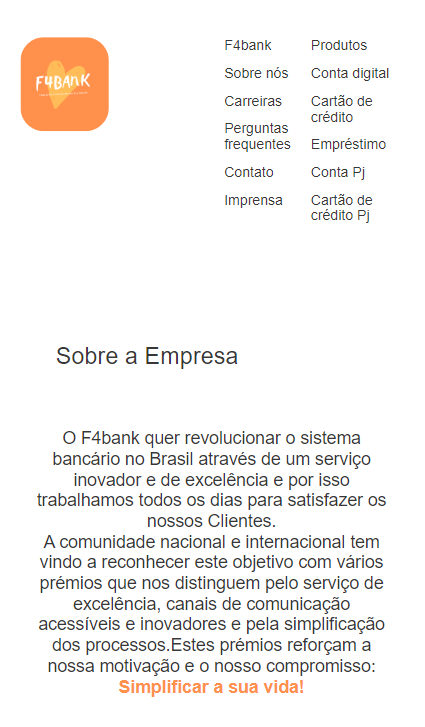 F4BANK
F4bank
Sobre nós
Carreiras
Perguntas
frequentes
Contato
Imprensa
Produtos
Conta digital
Cartão de
crédito
Empréstimo
Conta Pj
Cartão de
crédito Pj
Sobre a Empresa
O F4bank quer revolucionar o sistema
bancário no Brasil através de um serviço
inovador e de excelência e por isso
trabalhamos todos os dias para satisfazer os
nossos Clientes.
A comunidade nacional e internacional tem
vindo a reconhecer este objetivo com vários
prémios que nos distinguem pelo serviço de
excelência, canais de comunicação
acessíveis e inovadores e pela simplificação
dos processos.Estes prémios reforçam a
nossa motivação e o nosso compromisso:
Simplificar a sua vida!